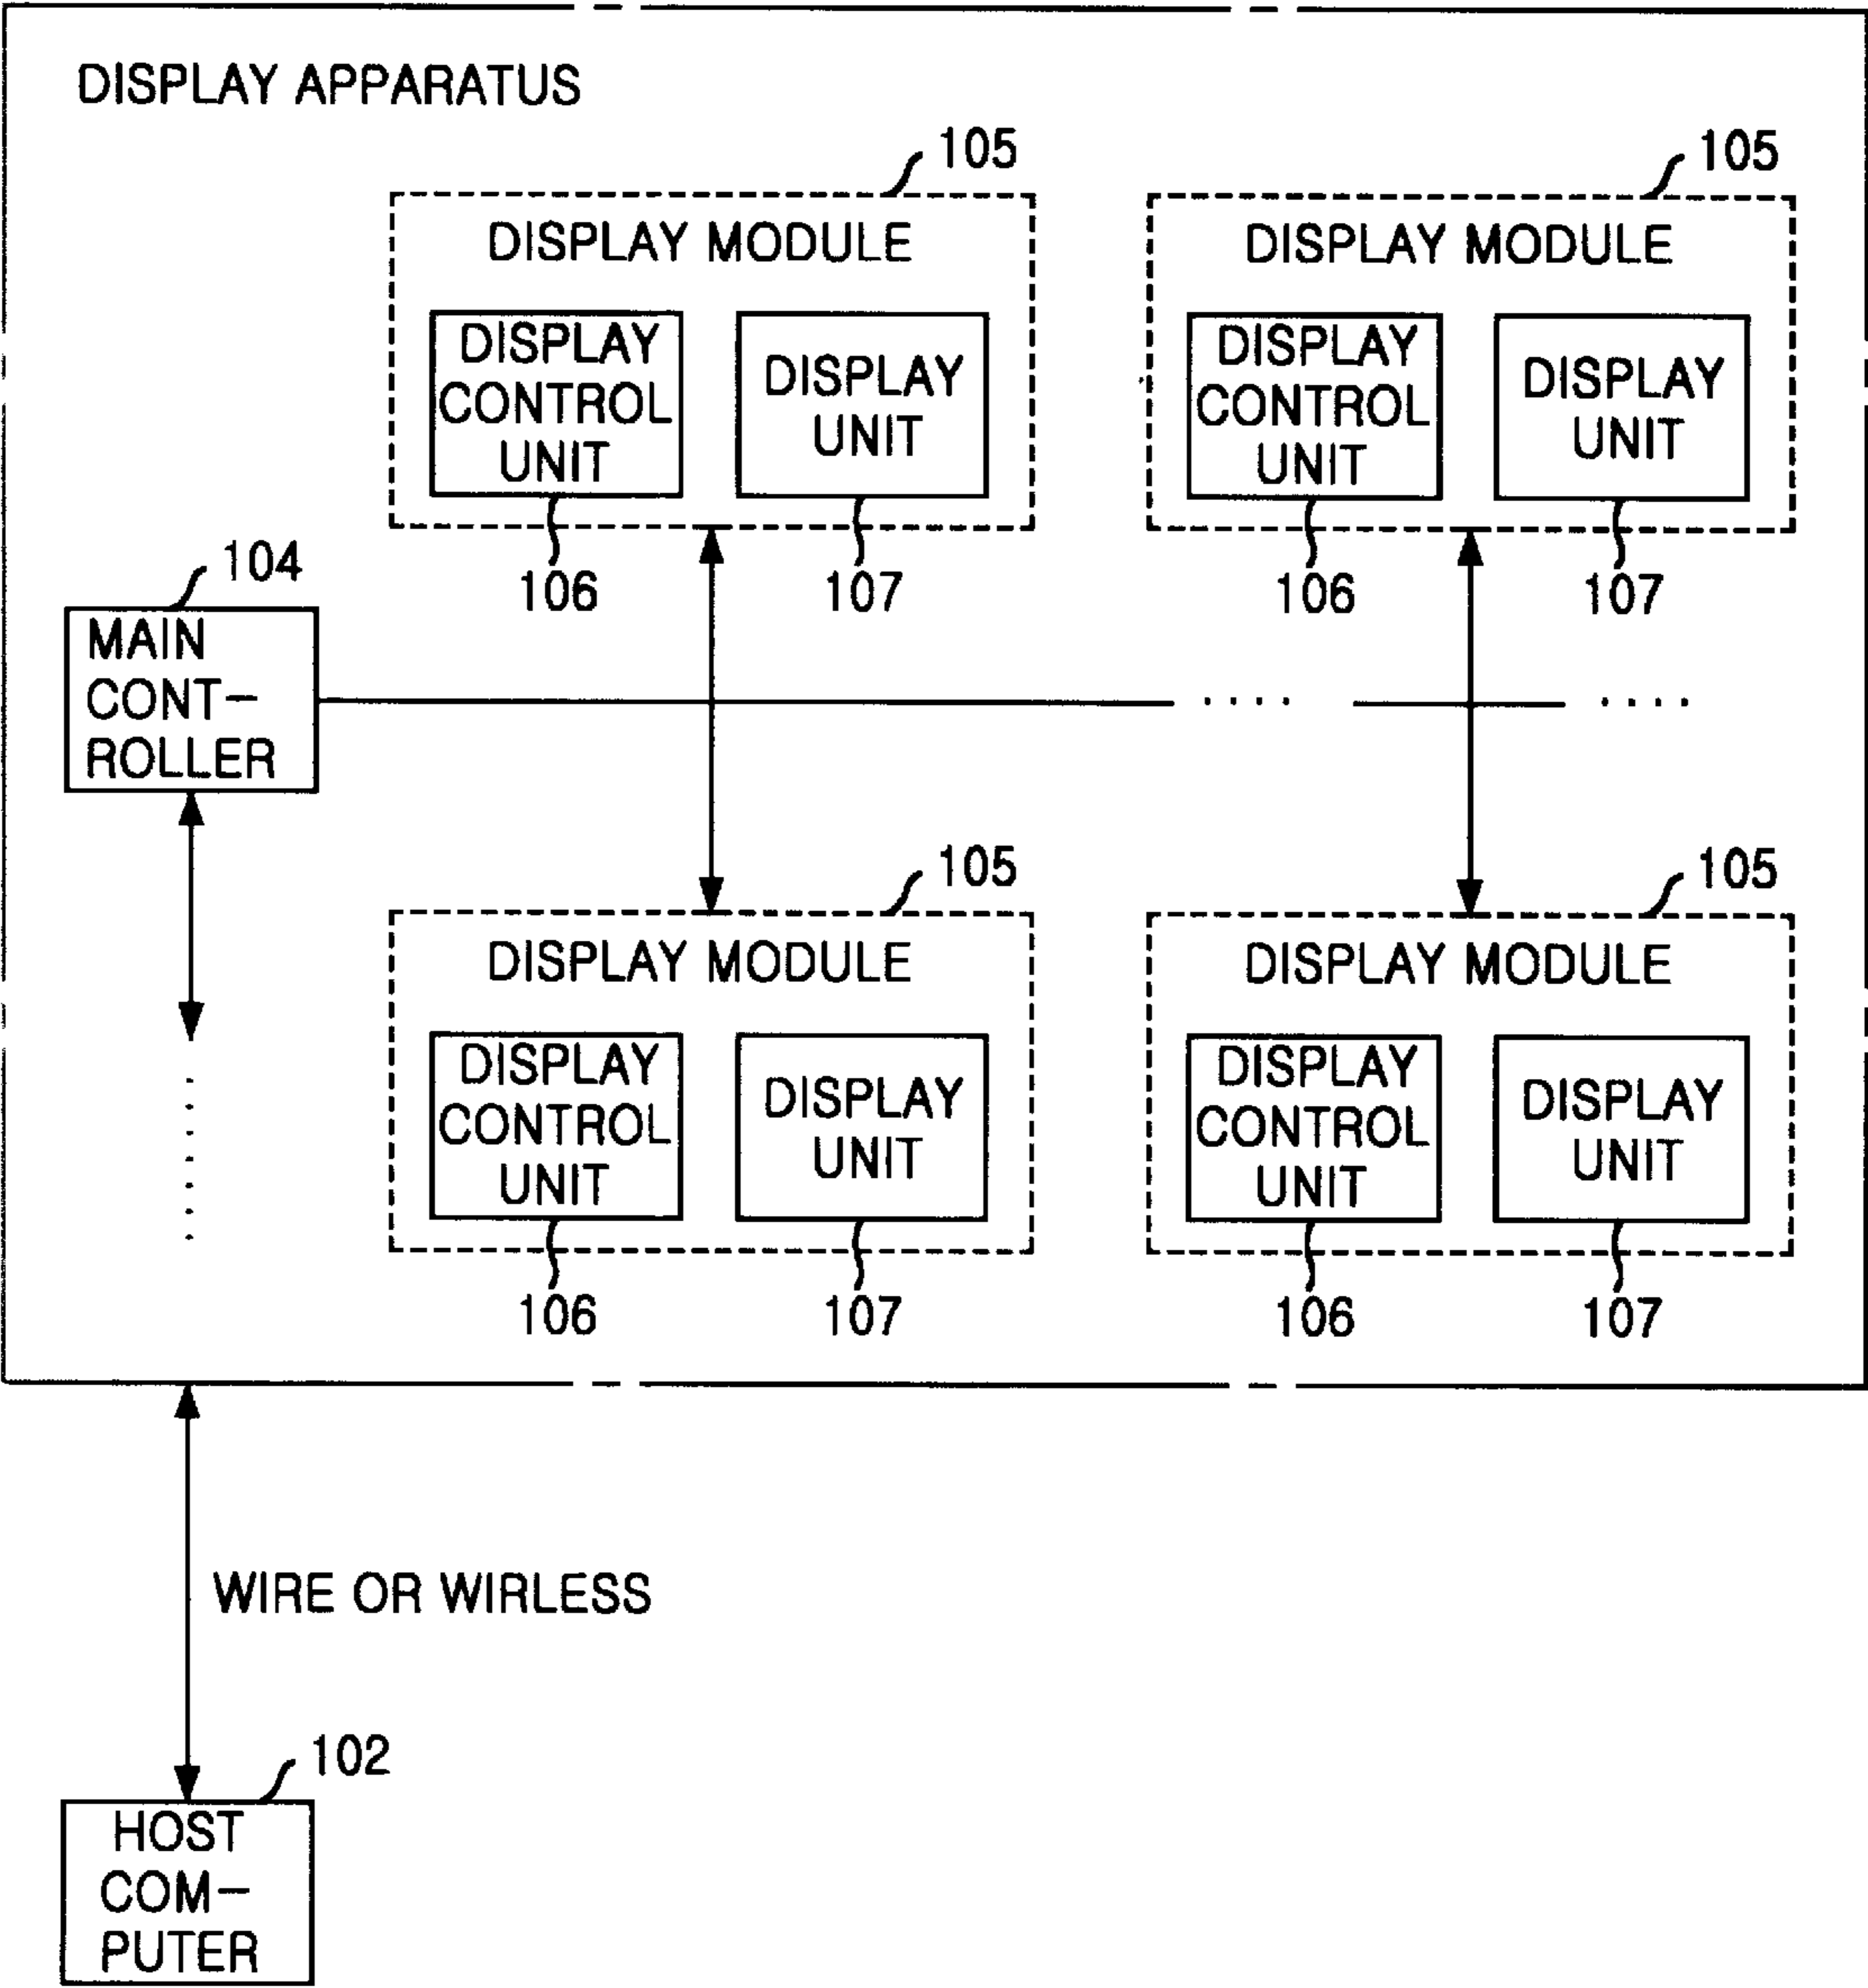 DISPLAY APPARATUS
105
105
DISPLAY MODULE
DISPLAY MODULE
DISPLAY
CONTROL
UNIT
DISPLAY
UNIT
DISPLAY
CONTROL
UNIT
DISPLAY
UNIT
106
107
106
107
104
MAIN
CONT-
ROLLER
105
105
DISPLAY MODULE
DISPLAY MODULE
DISPLAY
CONTROL
UNIT
DISPLAY
UNIT
DISPLAY
CONTROL
UNIT
DISPLAY
UNIT
106
107
106
107
WIRE OR WIRLESS
102
HOST
COM-
PUTER